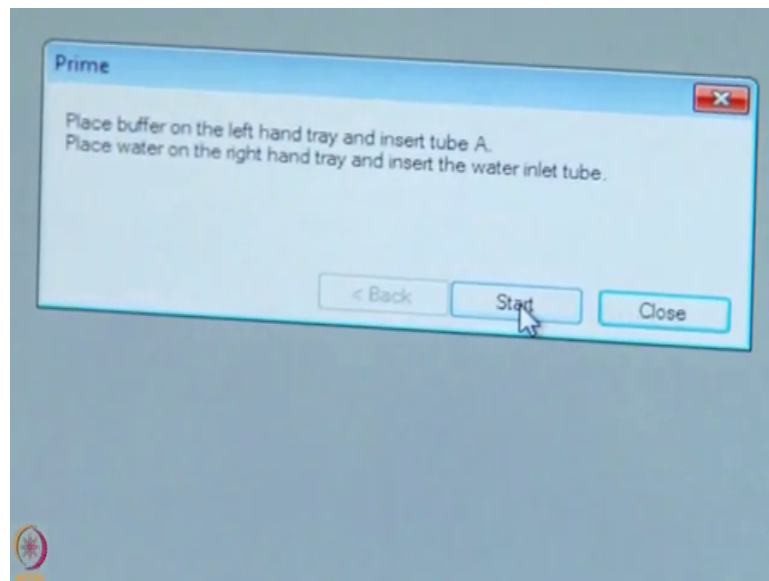 Prime
Place buffer on the left hand tray and insert tube A.
Place water on the right hand tray and insert the water inlet tube.
< Back
Start
Close